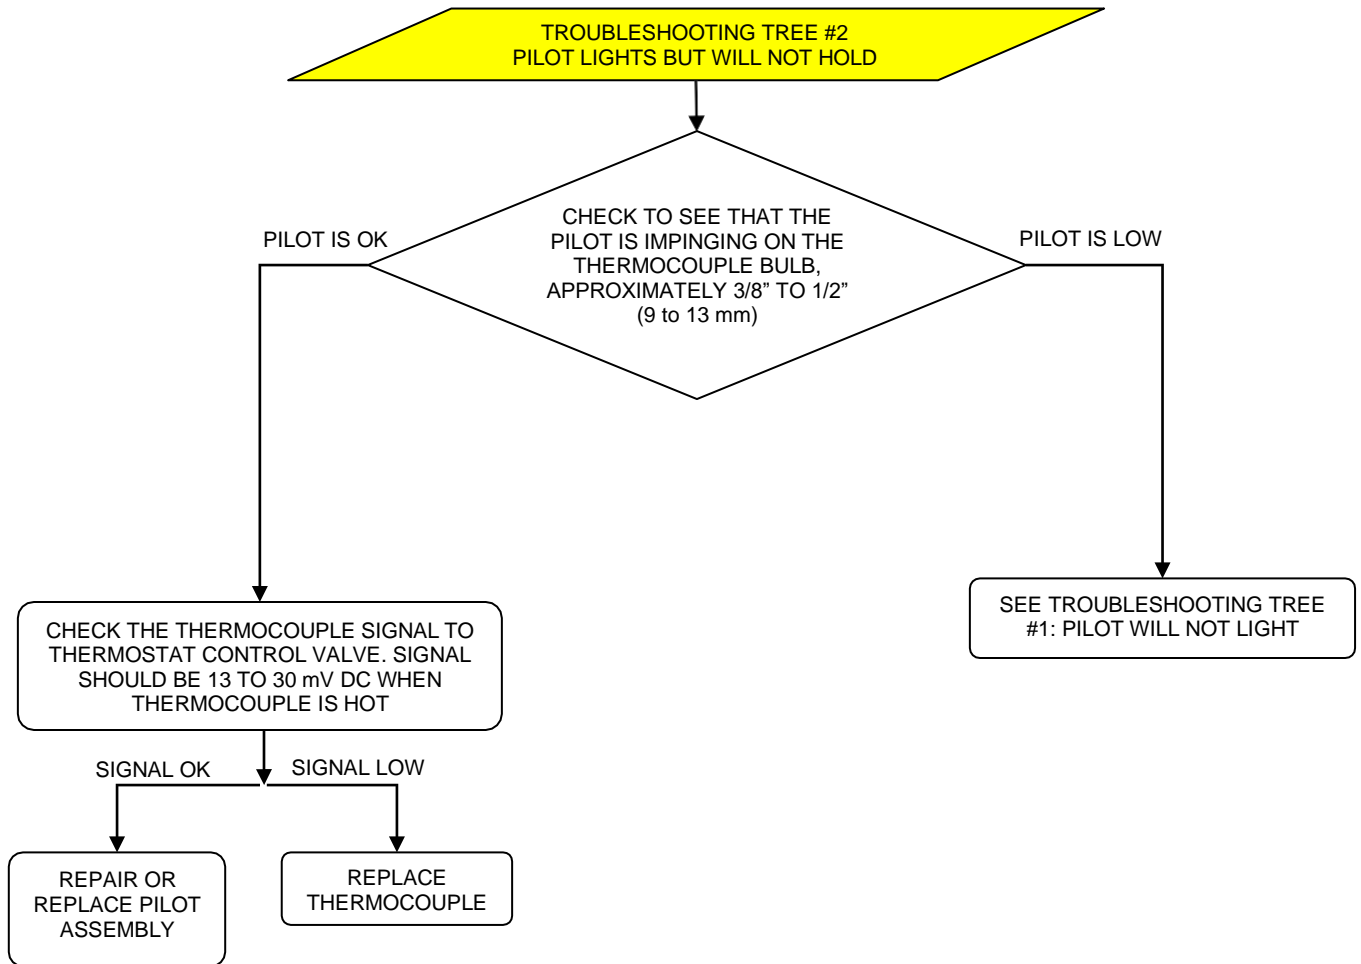 TROUBLESHOOTING TREE #2
PILOT LIGHTS BUT WILL NOT HOLD
CHECK TO SEE THAT THE
PILOT IS IMPINGING ON THE
THERMOCOUPLE BULB,
APPROXIMATELY 3/8” TO 1/2”
(9 to 13 mm)
PILOT IS OK
PILOT IS LOW
CHECK THE THERMOCOUPLE SIGNAL TO
THERMOSTAT CONTROL VALVE. SIGNAL
SHOULD BE 13 TO 30 mV DC WHEN
THERMOCOUPLE IS HOT
SEE TROUBLESHOOTING TREE
#1: PILOT WILL NOT LIGHT
SIGNAL OK
SIGNAL LOW
REPAIR OR
REPLACE PILOT
ASSEMBLY
REPLACE
THERMOCOUPLE